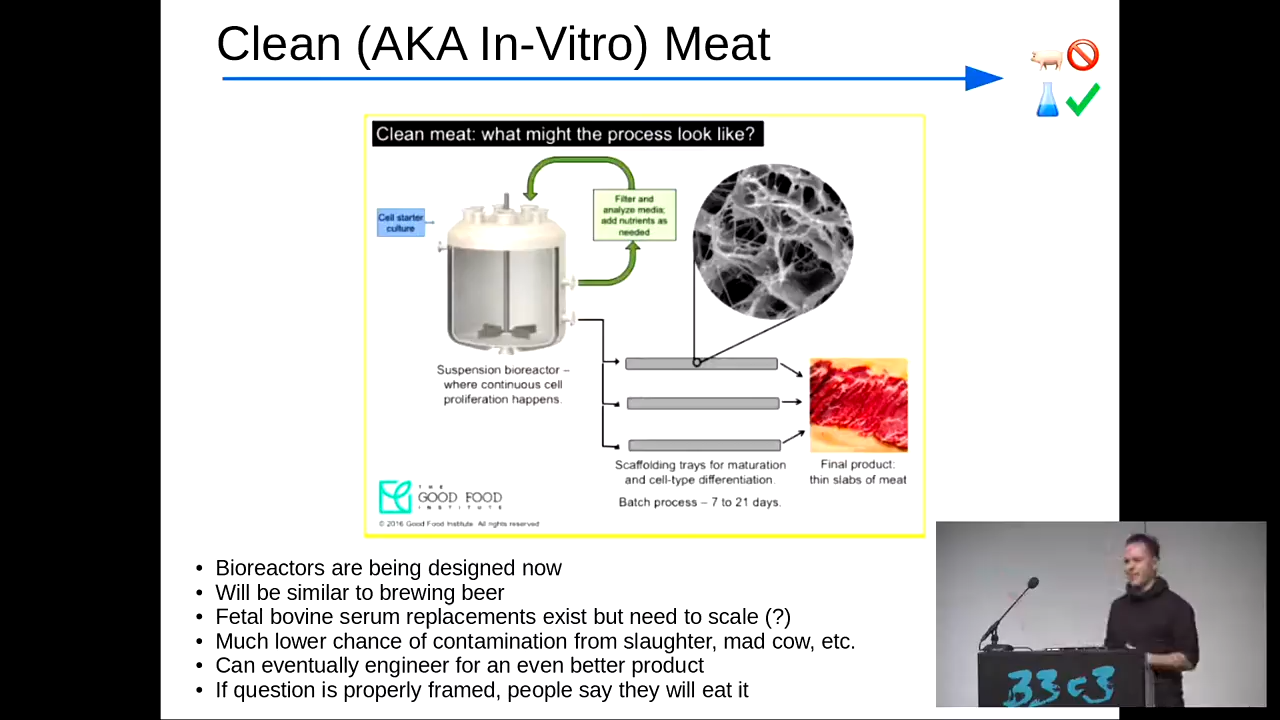 Clean (AKA In-Vitro) Meat
Clean meat: what might the process look like?
Cell starter
culture
Filter and
analyze media;
add nutrients as
needed
Suspension bioreactor –
where continuous cell
proliferation happens.
Scaffolding trays for maturation
and cell-type differentiation.
Batch process – 7 to 21 days.
Final product:
thin slabs of meat
THE
GOOD FOOD
INSTITUTE
© 2016 Good Food Institute. All rights reserved
• Bioreactors are being designed now
• Will be similar to brewing beer
• Fetal bovine serum replacements exist but need to scale (?)
• Much lower chance of contamination from slaughter, mad cow, etc.
• Can eventually engineer for an even better product
• If question is properly framed, people say they will eat it
33c3